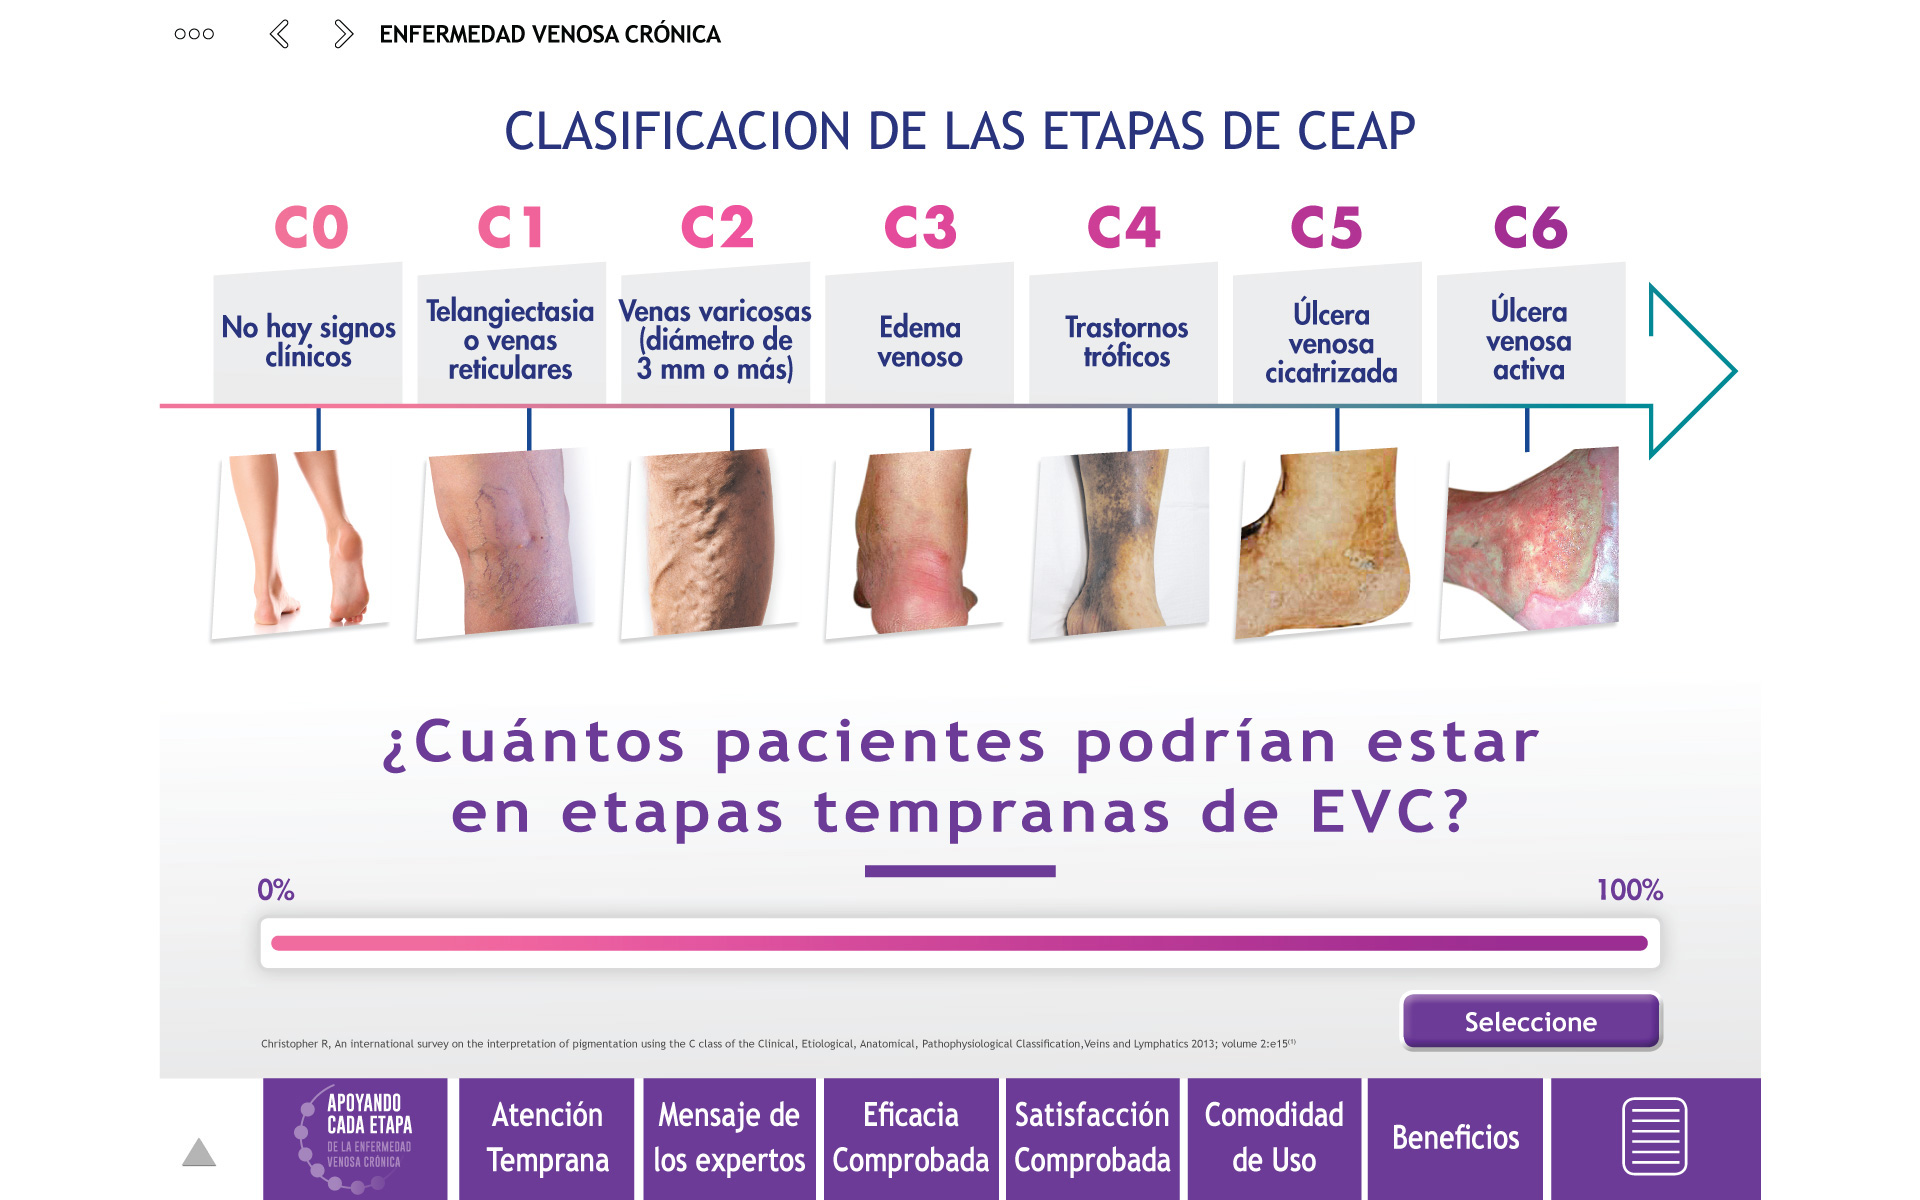 ENFERMEDAD VENOSA CRÓNICA
CLASIFICACION DE LAS ETAPAS DE CEAP
C0
C1
C2
C3
C4
C5
C6
No hay signos
clínicos
Telangiectasia
o venas
reticulares
Venas varicosas
(diámetro de
3 mm o más)
Edema
venoso
Trastornos
tróficos
Úlcera
venosa
cicatrizada
Úlcera
venosa
activa
¿Cuántos pacientes podrían estar
en etapas tempranas de EVC?
0%
100%
Seleccione
Christopher R, An international survey on the interpretation of pigmentation using the C class of the Clinical, Etiological, Anatomical, Pathophysiological Classification,Veins and Lymphatics 2013; volume 2:e15(1)
APOYANDO
CADA ETAPA
DE LA ENFERMEDAD
VENOSA CRÓNICA
Atención
Temprana
Mensaje de
los expertos
Eficacia
Comprobada
Satisfacción
Comprobada
Comodidad
de Uso
Beneficios